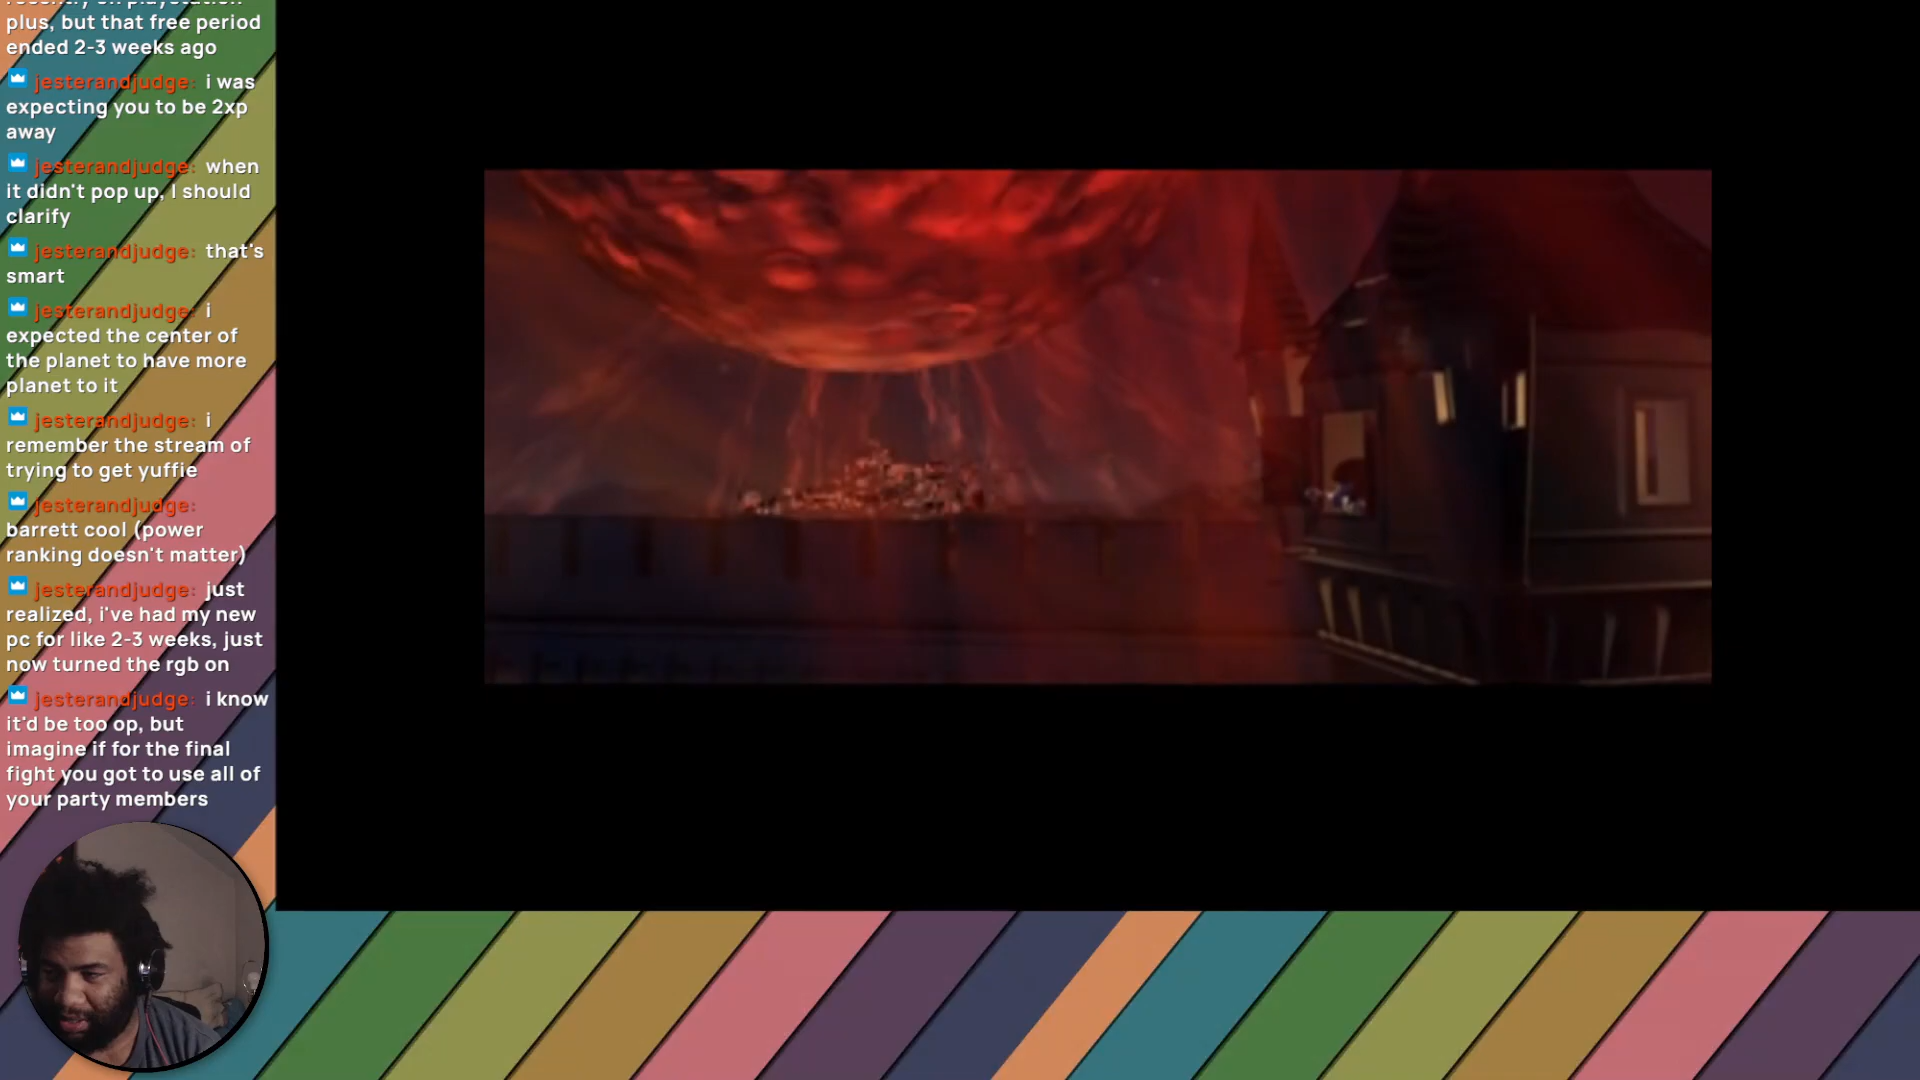 plus, but that free period
ended 2-3 weeks ago
jesterandjudge: i was
expecting you to be 2xp
away
jesterandjudge: when
it didn't pop up, I should
clarify
jesterandjudge: that's
smart
jesterandjudge: i
expected the center of
the planet to have more
planet to it
jesterandjudge: i
remember the stream of
trying to get yuffie
jesterandjudge:
barrett cool (power
ranking doesn't matter)
jesterandjudge: just
realized, i've had my new
pc for like 2-3 weeks, just
now turned the rgb on
jesterandjudge: i know
it'd be too op, but
imagine if for the final
fight you got to use all of
your party members